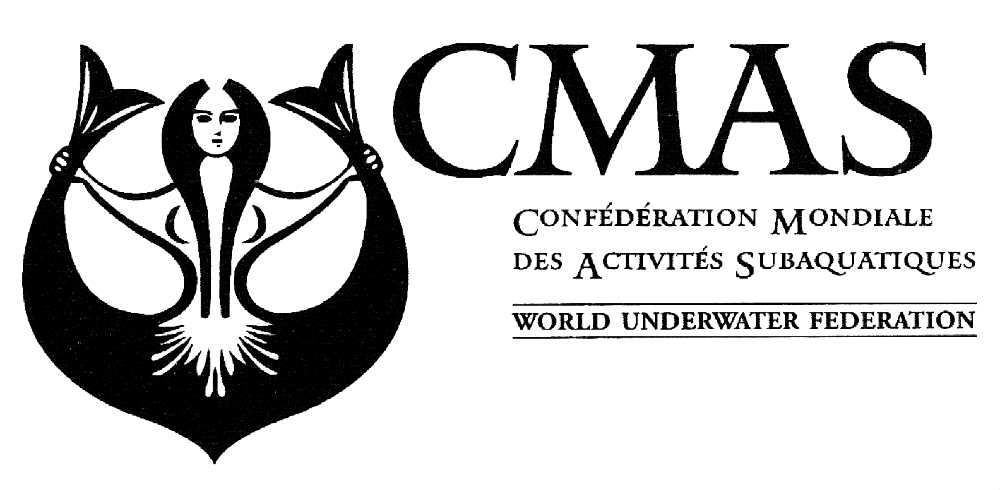 CMAS
CONFÉDÉRATION MONDIALE
DES ACTIVITÉS SUBAQUATIQUES
WORLD UNDERWATER FEDERATION